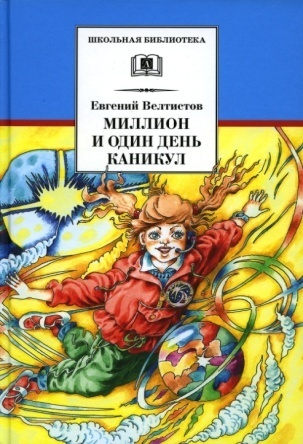 ШКОЛЬНАЯ БИБЛИОТЕКА
Евгений Велтистов
МИЛЛИОН
И ОДИН ДЕНЬ
КАНИКУЛ